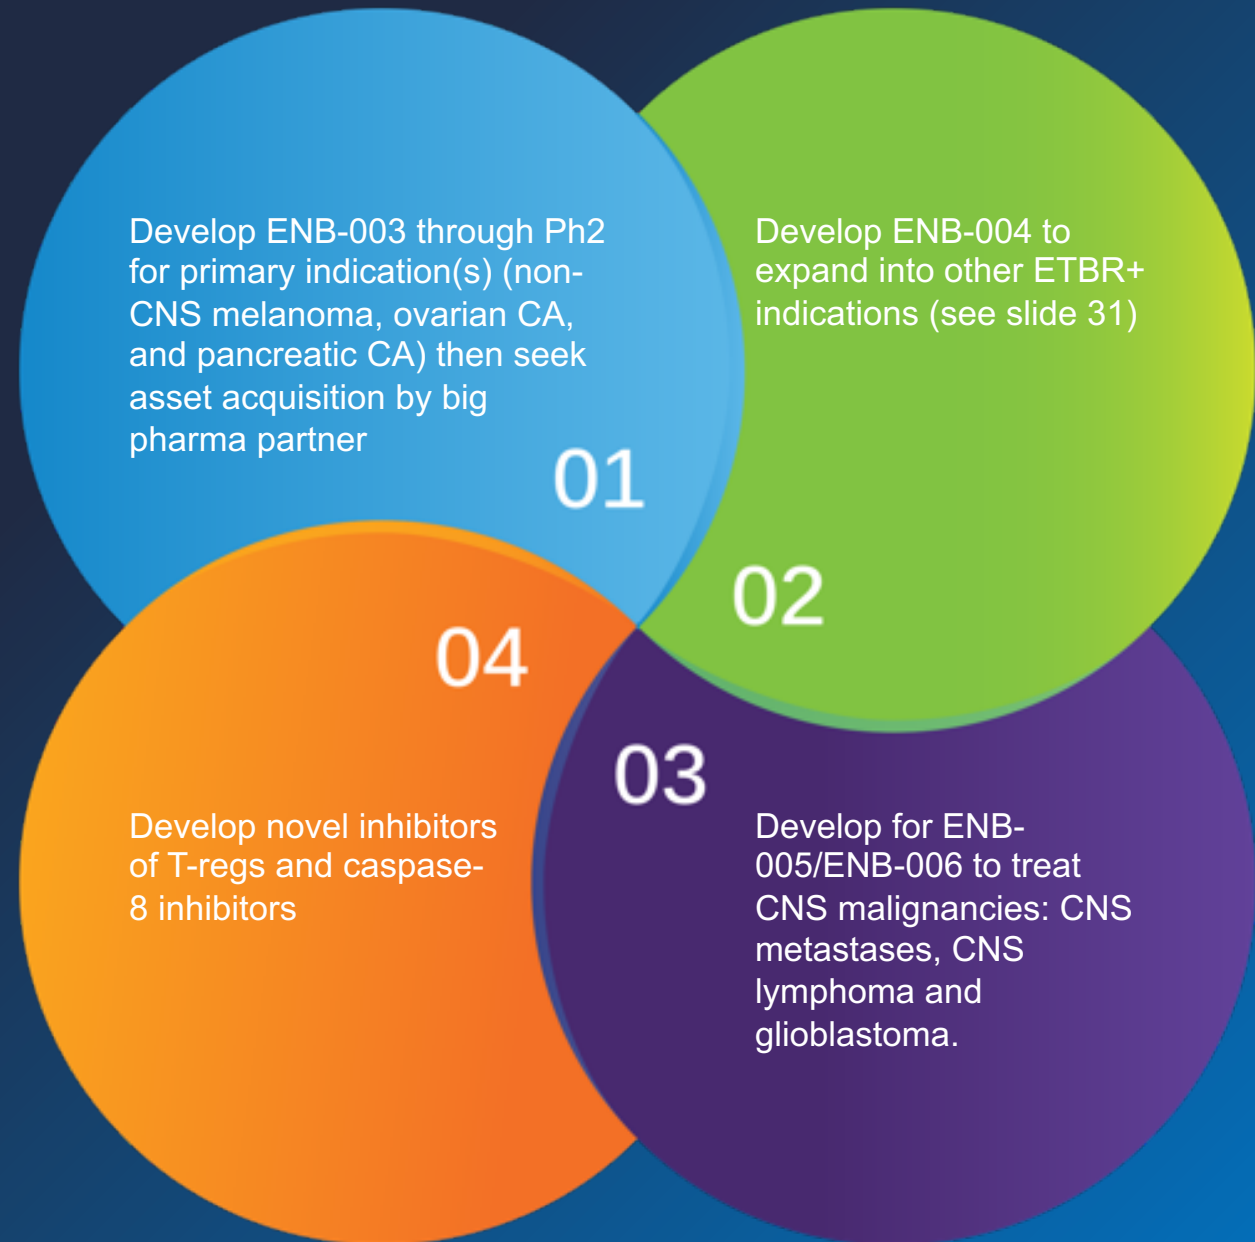 Develop ENB-003 through Ph2
for primary indication(s) (non-
CNS melanoma, ovarian CA,
and pancreatic CA) then seek
asset acquisition by big
pharma partner
01
Develop ENB-004 to
expand into other ETBR+
indications (see slide 31)
02
03
Develop for ENB-
005/ENB-006 to treat
CNS malignancies: CNS
metastases, CNS
lymphoma and
glioblastoma.
04
Develop novel inhibitors
of T-regs and caspase-
8 inhibitors